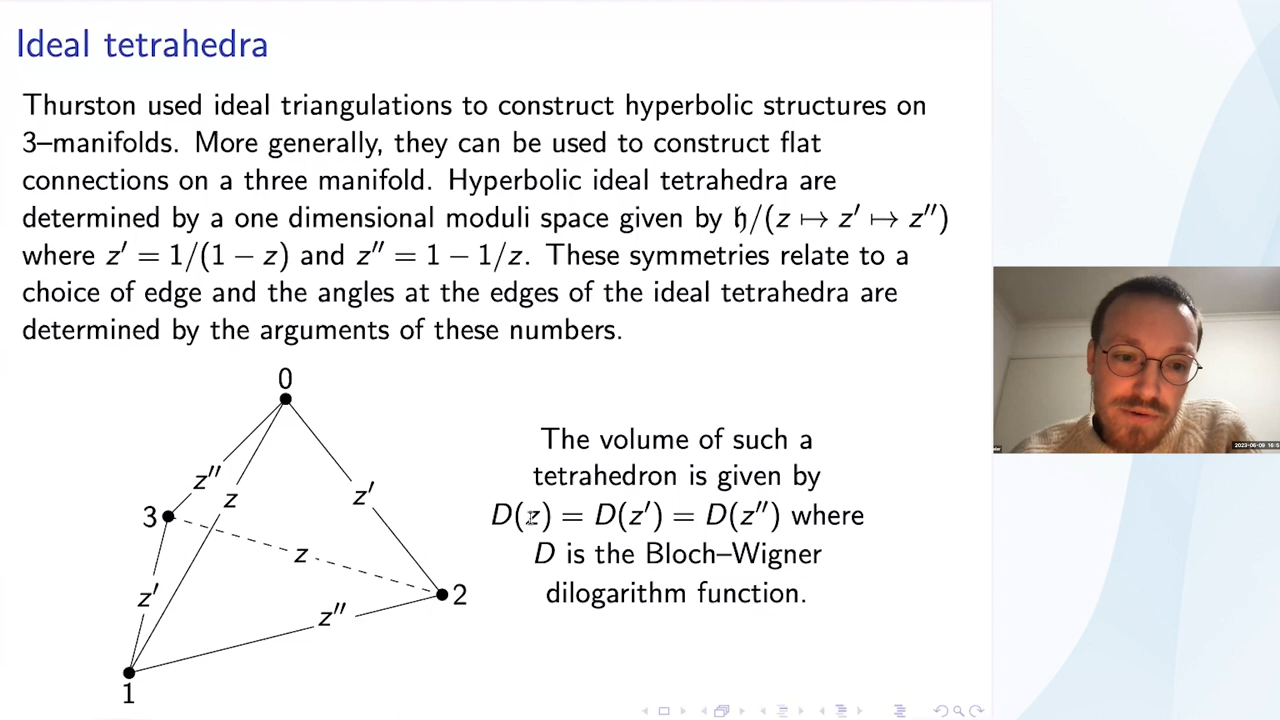 Ideal tetrahedra
Thurston used ideal triangulations to construct hyperbolic structures on
3–manifolds. More generally, they can be used to construct flat
connections on a three manifold. Hyperbolic ideal tetrahedra are
determined by a one dimensional moduli space given by 𝔥/(z ↦ z′ ↦ z″)
where z′ = 1/(1 − z) and z″ = 1 − 1/z. These symmetries relate to a
choice of edge and the angles at the edges of the ideal tetrahedra are
determined by the arguments of these numbers.
0
z″
z
z′
3
z
z′
2
z″
1
The volume of such a
tetrahedron is given by
D(z) = D(z′) = D(z″) where
D is the Bloch–Wigner
dilogarithm function.